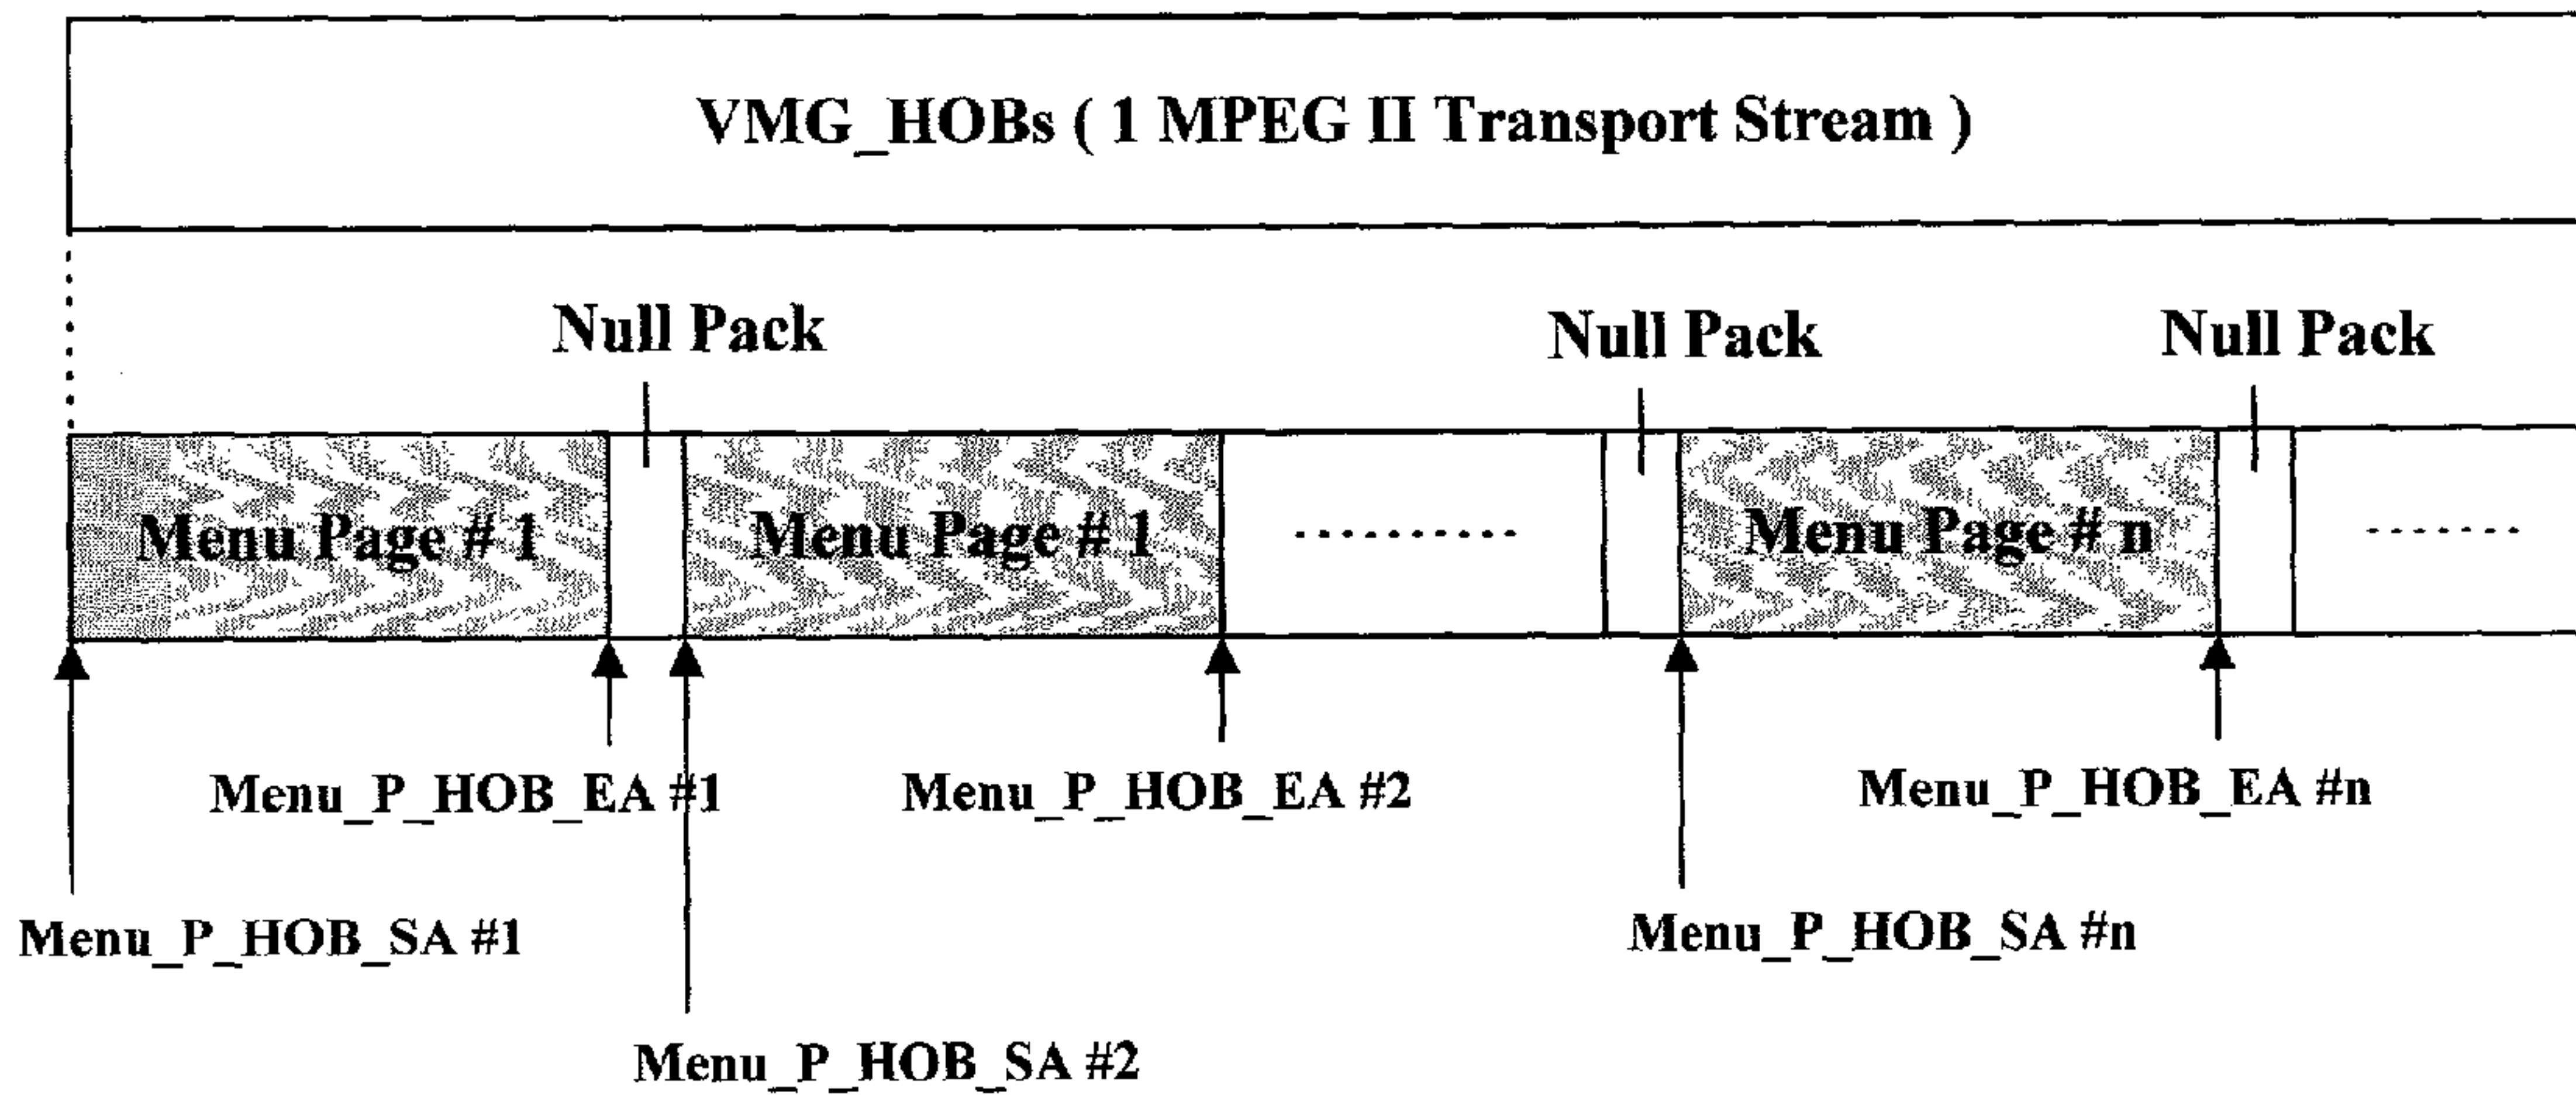 VMG_HOBs ( 1 MPEG II Transport Stream )
Null Pack
Null Pack
Null Pack
Menu Page # 1
Menu Page # 1
..........
Menu Page # n
.......
Menu_P_HOB_EA #1
Menu_P_HOB_EA #2
Menu_P_HOB_EA #n
Menu_P_HOB_SA #1
Menu_P_HOB_SA #n
Menu_P_HOB_SA #2